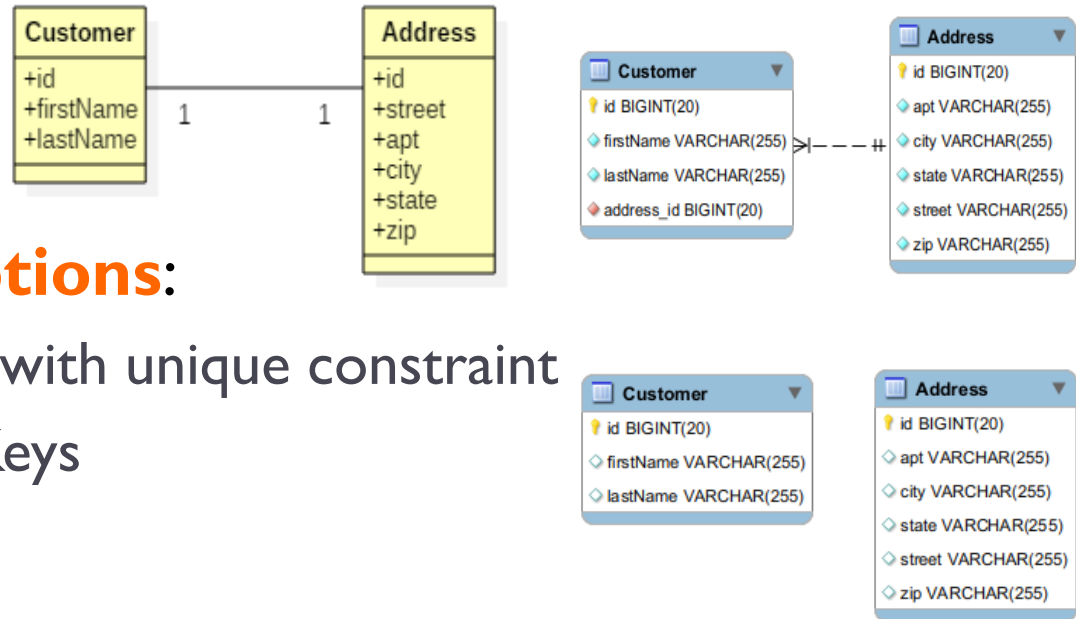 Customer
+id
+firstName
+lastName
1
1
Address
+id
+street
+apt
+city
+state
+zip
Customer
id BIGINT(20)
firstName VARCHAR(255)
lastName VARCHAR(255)
address_id BIGINT(20)
Address
id BIGINT(20)
apt VARCHAR(255)
city VARCHAR(255)
state VARCHAR(255)
street VARCHAR(255)
zip VARCHAR(255)
otions:
with unique constraint
Keys
Customer
id BIGINT(20)
firstName VARCHAR(255)
lastName VARCHAR(255)
Address
id BIGINT(20)
apt VARCHAR(255)
city VARCHAR(255)
state VARCHAR(255)
street VARCHAR(255)
zip VARCHAR(255)